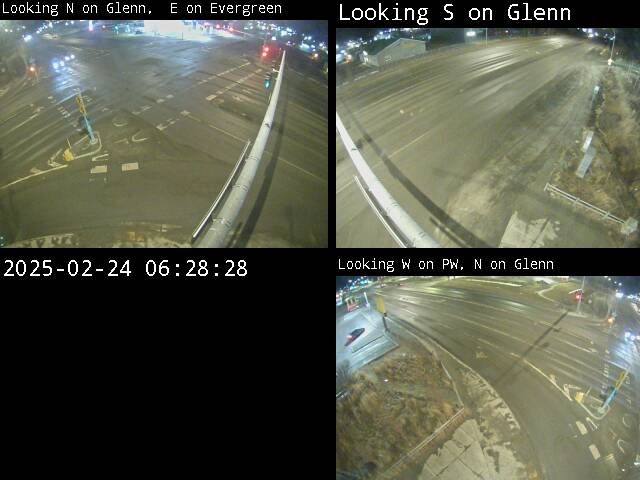 Looking N on Glenn,  E on Evergreen
Looking S on Glenn
2025-02-24 06:28:28
Looking W on PW, N on Glenn